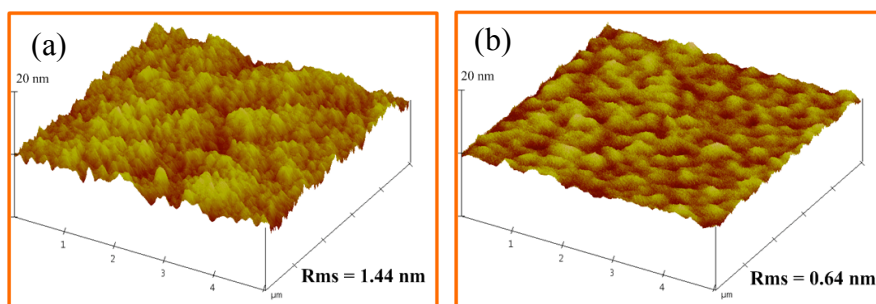 (a)
20 nm
1
2
3
4
μm
Rms = 1.44 nm
(b)
20 nm
1
2
3
4
μm
Rms = 0.64 nm